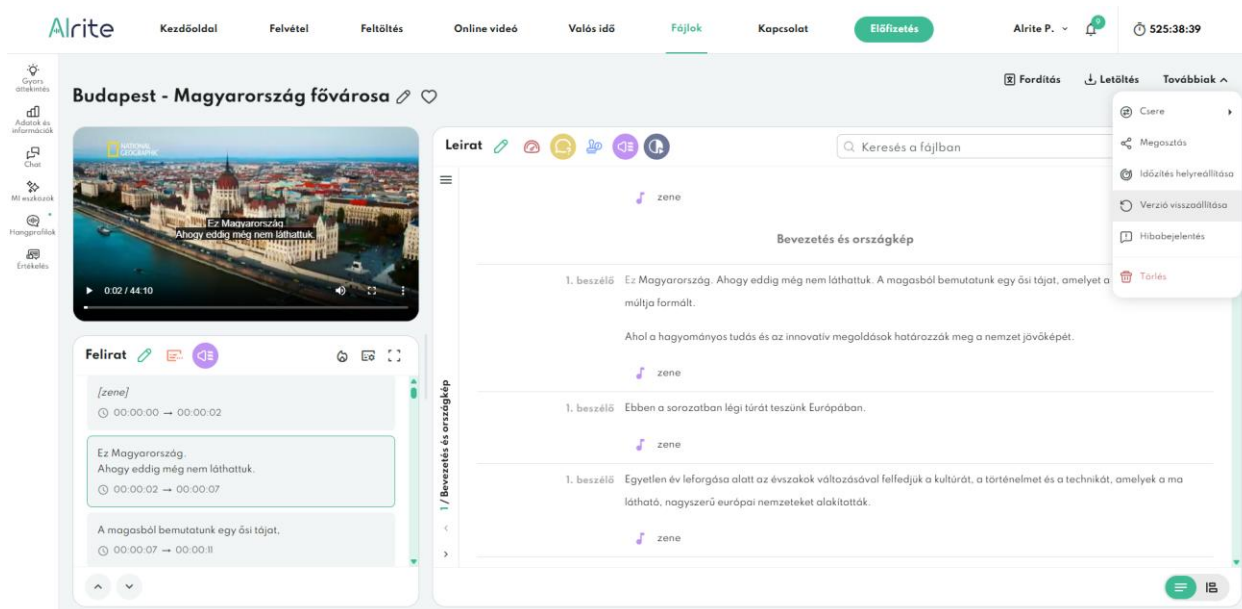 Alrite
Kezdőoldal
Felvétel
Feltöltés
Online videó
Valós idő
Fájlok
Kapcsolat
Előfizetés
Alrite P.
9
525:38:39
Gyors
áttekintés
Adatok és
információk
Chat
MI eszközök
Hangprofilok
Értékelés
Budapest - Magyarország fővárosa
Fordítás
Letöltés
Továbbiak
Csere
Megosztás
Időzítés helyreállítása
Verzió visszaállítása
Hibabejelentés
Törlés
NATIONAL
GEOGRAPHIC
Ez Magyarország.
Ahogy eddig még nem láthattuk.
0:02 / 44:10
Felirat
[zene]
00:00:00 → 00:00:02
Ez Magyarország.
Ahogy eddig még nem láthattuk.
00:00:02 → 00:00:07
A magasból bemutatunk egy ősi tájat,
00:00:07 → 00:00:11
Leirat
Keresés a fájlban
1 / Bevezetés és országkép
zene
Bevezetés és országkép
1. beszélő Ez Magyarország. Ahogy eddig még nem láthattuk. A magasból bemutatunk egy ősi tájat, amelyet a
múltja formált.
Ahol a hagyományos tudás és az innovatív megoldások határozzák meg a nemzet jövőképét.
zene
1. beszélő Ebben a sorozatban légi túrát teszünk Európában.
zene
1. beszélő Egyetlen év leforgása alatt az évszakok változásával felfedjük a kultúrát, a történelmet és a technikát, amelyek a ma
látható, nagyszerű európai nemzeteket alakították.
zene